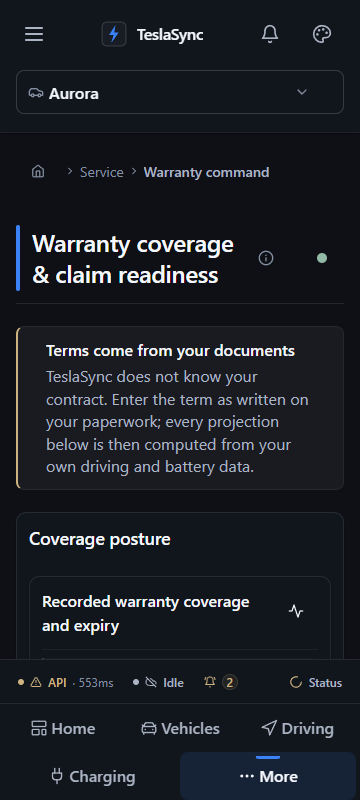 TeslaSync
Aurora
Service
Warranty command
Warranty coverage
& claim readiness
Terms come from your documents
TeslaSync does not know your
contract. Enter the term as written on
your paperwork; every projection
below is then computed from your
own driving and battery data.
Coverage posture
Recorded warranty coverage
and expiry
API · 553ms
Idle
2
Status
Home
Vehicles
Driving
Charging
More